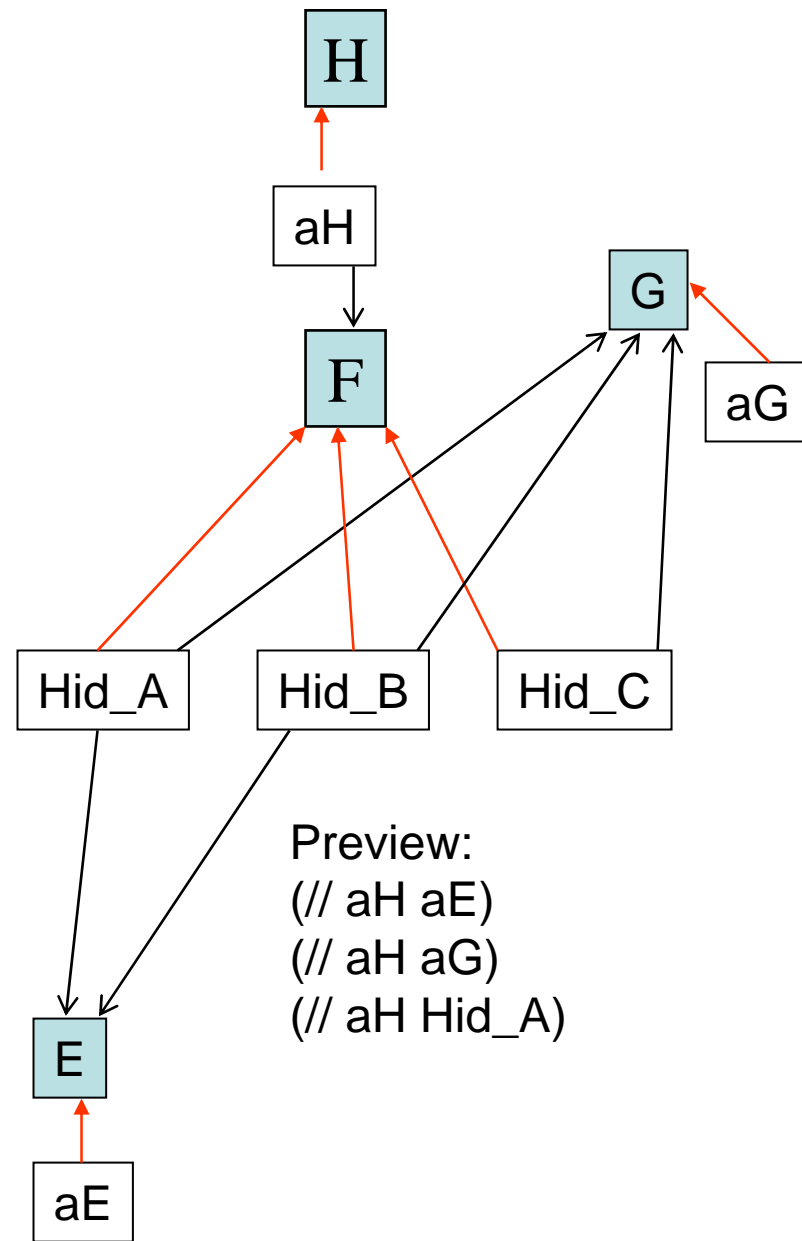 H
aH
G
F
aG
Hid_A
Hid_B
Hid_C
Preview:
(// aH aE)
(// aH aG)
(// aH Hid_A)
E
aE